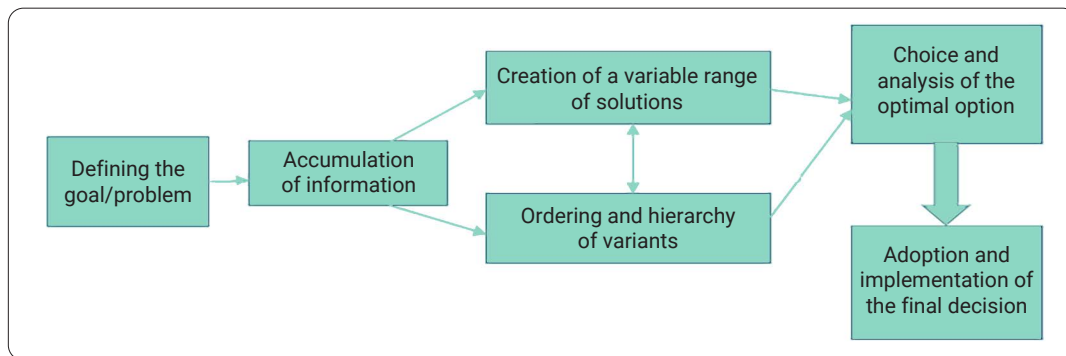 Defining the
goal/problem
Accumulation
of information
Creation of a variable range
of solutions
Ordering and hierarchy
of variants
Choice and
analysis of the
optimal option
Adoption and
implementation of
the final decision